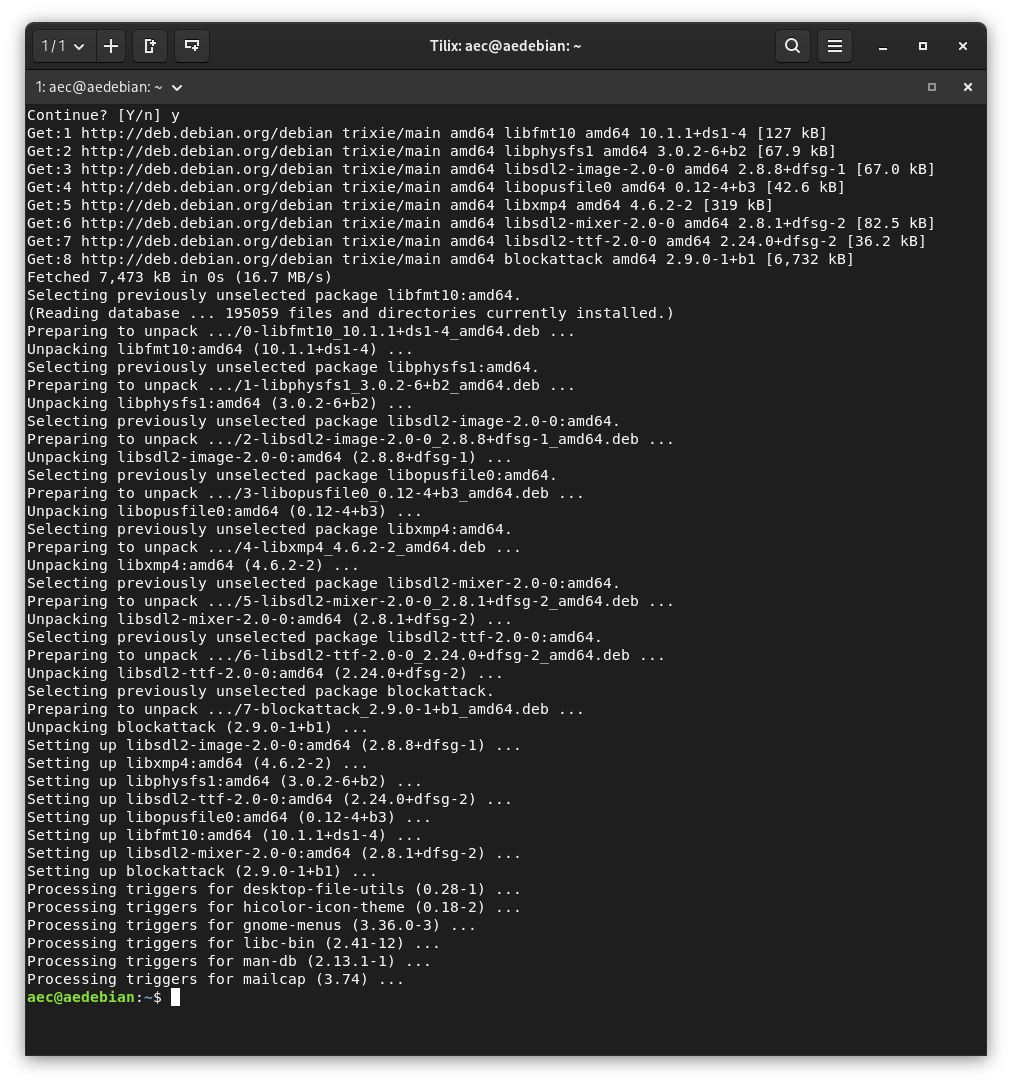 1 / 1
Tilix: aec@aedebian: ~
1: aec@aedebian: ~
Continue? [Y/n] y
Get:1 http://deb.debian.org/debian trixie/main amd64 libfmt10 amd64 10.1.1+ds1-4 [127 kB]
Get:2 http://deb.debian.org/debian trixie/main amd64 libphysfs1 amd64 3.0.2-6+b2 [67.9 kB]
Get:3 http://deb.debian.org/debian trixie/main amd64 libsdl2-image-2.0-0 amd64 2.8.8+dfsg-1 [67.0 kB]
Get:4 http://deb.debian.org/debian trixie/main amd64 libopusfile0 amd64 0.12-4+b3 [42.6 kB]
Get:5 http://deb.debian.org/debian trixie/main amd64 libxmp4 amd64 4.6.2-2 [319 kB]
Get:6 http://deb.debian.org/debian trixie/main amd64 libsdl2-mixer-2.0-0 amd64 2.8.1+dfsg-2 [82.5 kB]
Get:7 http://deb.debian.org/debian trixie/main amd64 libsdl2-ttf-2.0-0 amd64 2.24.0+dfsg-2 [36.2 kB]
Get:8 http://deb.debian.org/debian trixie/main amd64 blockattack amd64 2.9.0-1+b1 [6,732 kB]
Fetched 7,473 kB in 0s (16.7 MB/s)
Selecting previously unselected package libfmt10:amd64.
(Reading database ... 195059 files and directories currently installed.)
Preparing to unpack .../0-libfmt10_10.1.1+ds1-4_amd64.deb ...
Unpacking libfmt10:amd64 (10.1.1+ds1-4) ...
Selecting previously unselected package libphysfs1:amd64.
Preparing to unpack .../1-libphysfs1_3.0.2-6+b2_amd64.deb ...
Unpacking libphysfs1:amd64 (3.0.2-6+b2) ...
Selecting previously unselected package libsdl2-image-2.0-0:amd64.
Preparing to unpack .../2-libsdl2-image-2.0-0_2.8.8+dfsg-1_amd64.deb ...
Unpacking libsdl2-image-2.0-0:amd64 (2.8.8+dfsg-1) ...
Selecting previously unselected package libopusfile0:amd64.
Preparing to unpack .../3-libopusfile0_0.12-4+b3_amd64.deb ...
Unpacking libopusfile0:amd64 (0.12-4+b3) ...
Selecting previously unselected package libxmp4:amd64.
Preparing to unpack .../4-libxmp4_4.6.2-2_amd64.deb ...
Unpacking libxmp4:amd64 (4.6.2-2) ...
Selecting previously unselected package libsdl2-mixer-2.0-0:amd64.
Preparing to unpack .../5-libsdl2-mixer-2.0-0_2.8.1+dfsg-2_amd64.deb ...
Unpacking libsdl2-mixer-2.0-0:amd64 (2.8.1+dfsg-2) ...
Selecting previously unselected package libsdl2-ttf-2.0-0:amd64.
Preparing to unpack .../6-libsdl2-ttf-2.0-0_2.24.0+dfsg-2_amd64.deb ...
Unpacking libsdl2-ttf-2.0-0:amd64 (2.24.0+dfsg-2) ...
Selecting previously unselected package blockattack.
Preparing to unpack .../7-blockattack_2.9.0-1+b1_amd64.deb ...
Unpacking blockattack (2.9.0-1+b1) ...
Setting up libsdl2-image-2.0-0:amd64 (2.8.8+dfsg-1) ...
Setting up libxmp4:amd64 (4.6.2-2) ...
Setting up libphysfs1:amd64 (3.0.2-6+b2) ...
Setting up libsdl2-ttf-2.0-0:amd64 (2.24.0+dfsg-2) ...
Setting up libopusfile0:amd64 (0.12-4+b3) ...
Setting up libfmt10:amd64 (10.1.1+ds1-4) ...
Setting up libsdl2-mixer-2.0-0:amd64 (2.8.1+dfsg-2) ...
Setting up blockattack (2.9.0-1+b1) ...
Processing triggers for desktop-file-utils (0.28-1) ...
Processing triggers for hicolor-icon-theme (0.18-2) ...
Processing triggers for gnome-menus (3.36.0-3) ...
Processing triggers for libc-bin (2.41-12) ...
Processing triggers for man-db (2.13.1-1) ...
Processing triggers for mailcap (3.74) ...
aec@aedebian:~$